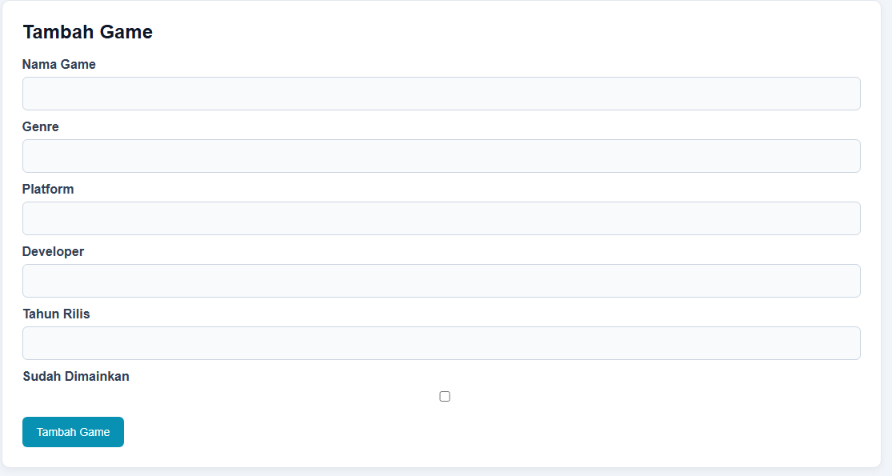 Tambah Game
Nama Game
Genre
Platform
Developer
Tahun Rilis
Sudah Dimainkan
Tambah Game